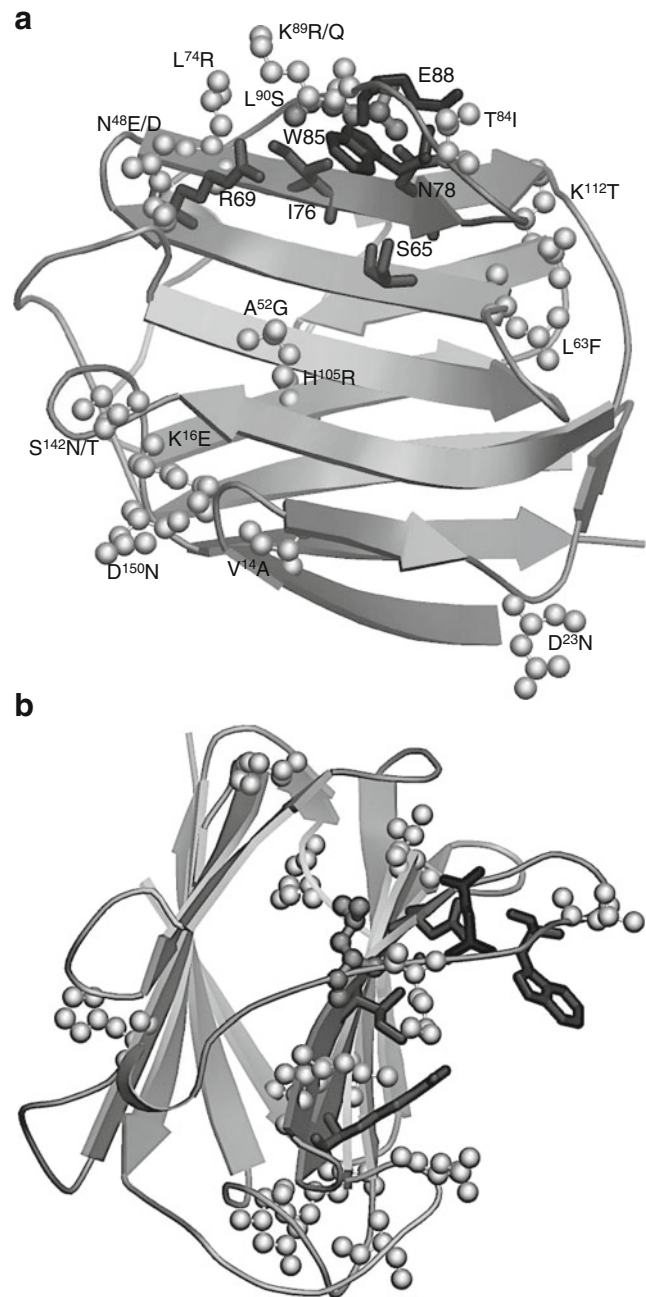 a
K⁸⁹R/Q
L⁷⁴R
E88
L⁹⁰S
N⁴⁸E/D
T⁸⁴I
W85
R69
N78
K¹¹²T
I76
S65
A⁵²G
L⁶³F
H¹⁰⁵R
S¹⁴²N/T
K¹⁶E
D¹⁵⁰N
V¹⁴A
D²³N
b